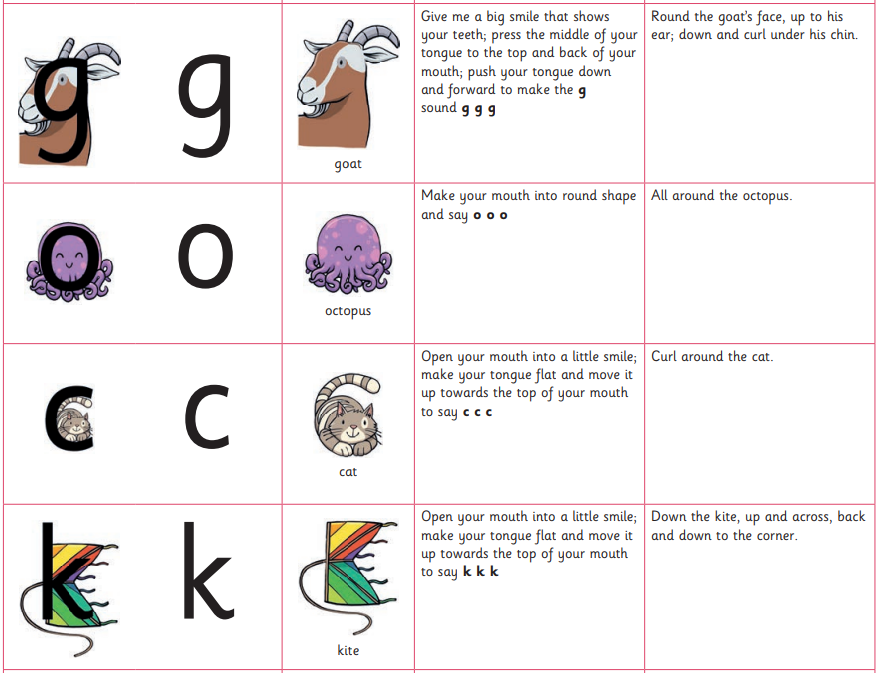 g g
goat
Give me a big smile that shows
your teeth; press the middle of your
tongue to the top and back of your
mouth; push your tongue down
and forward to make the g
sound g g g
Round the goat's face, up to his
ear; down and curl under his chin.
o o
octopus
Make your mouth into round shape
and say o o o
All around the octopus.
c c
cat
Open your mouth into a little smile;
make your tongue flat and move it
up towards the top of your mouth
to say c c c
Curl around the cat.
k k
kite
Open your mouth into a little smile;
make your tongue flat and move it
up towards the top of your mouth
to say k k k
Down the kite, up and across, back
and down to the corner.